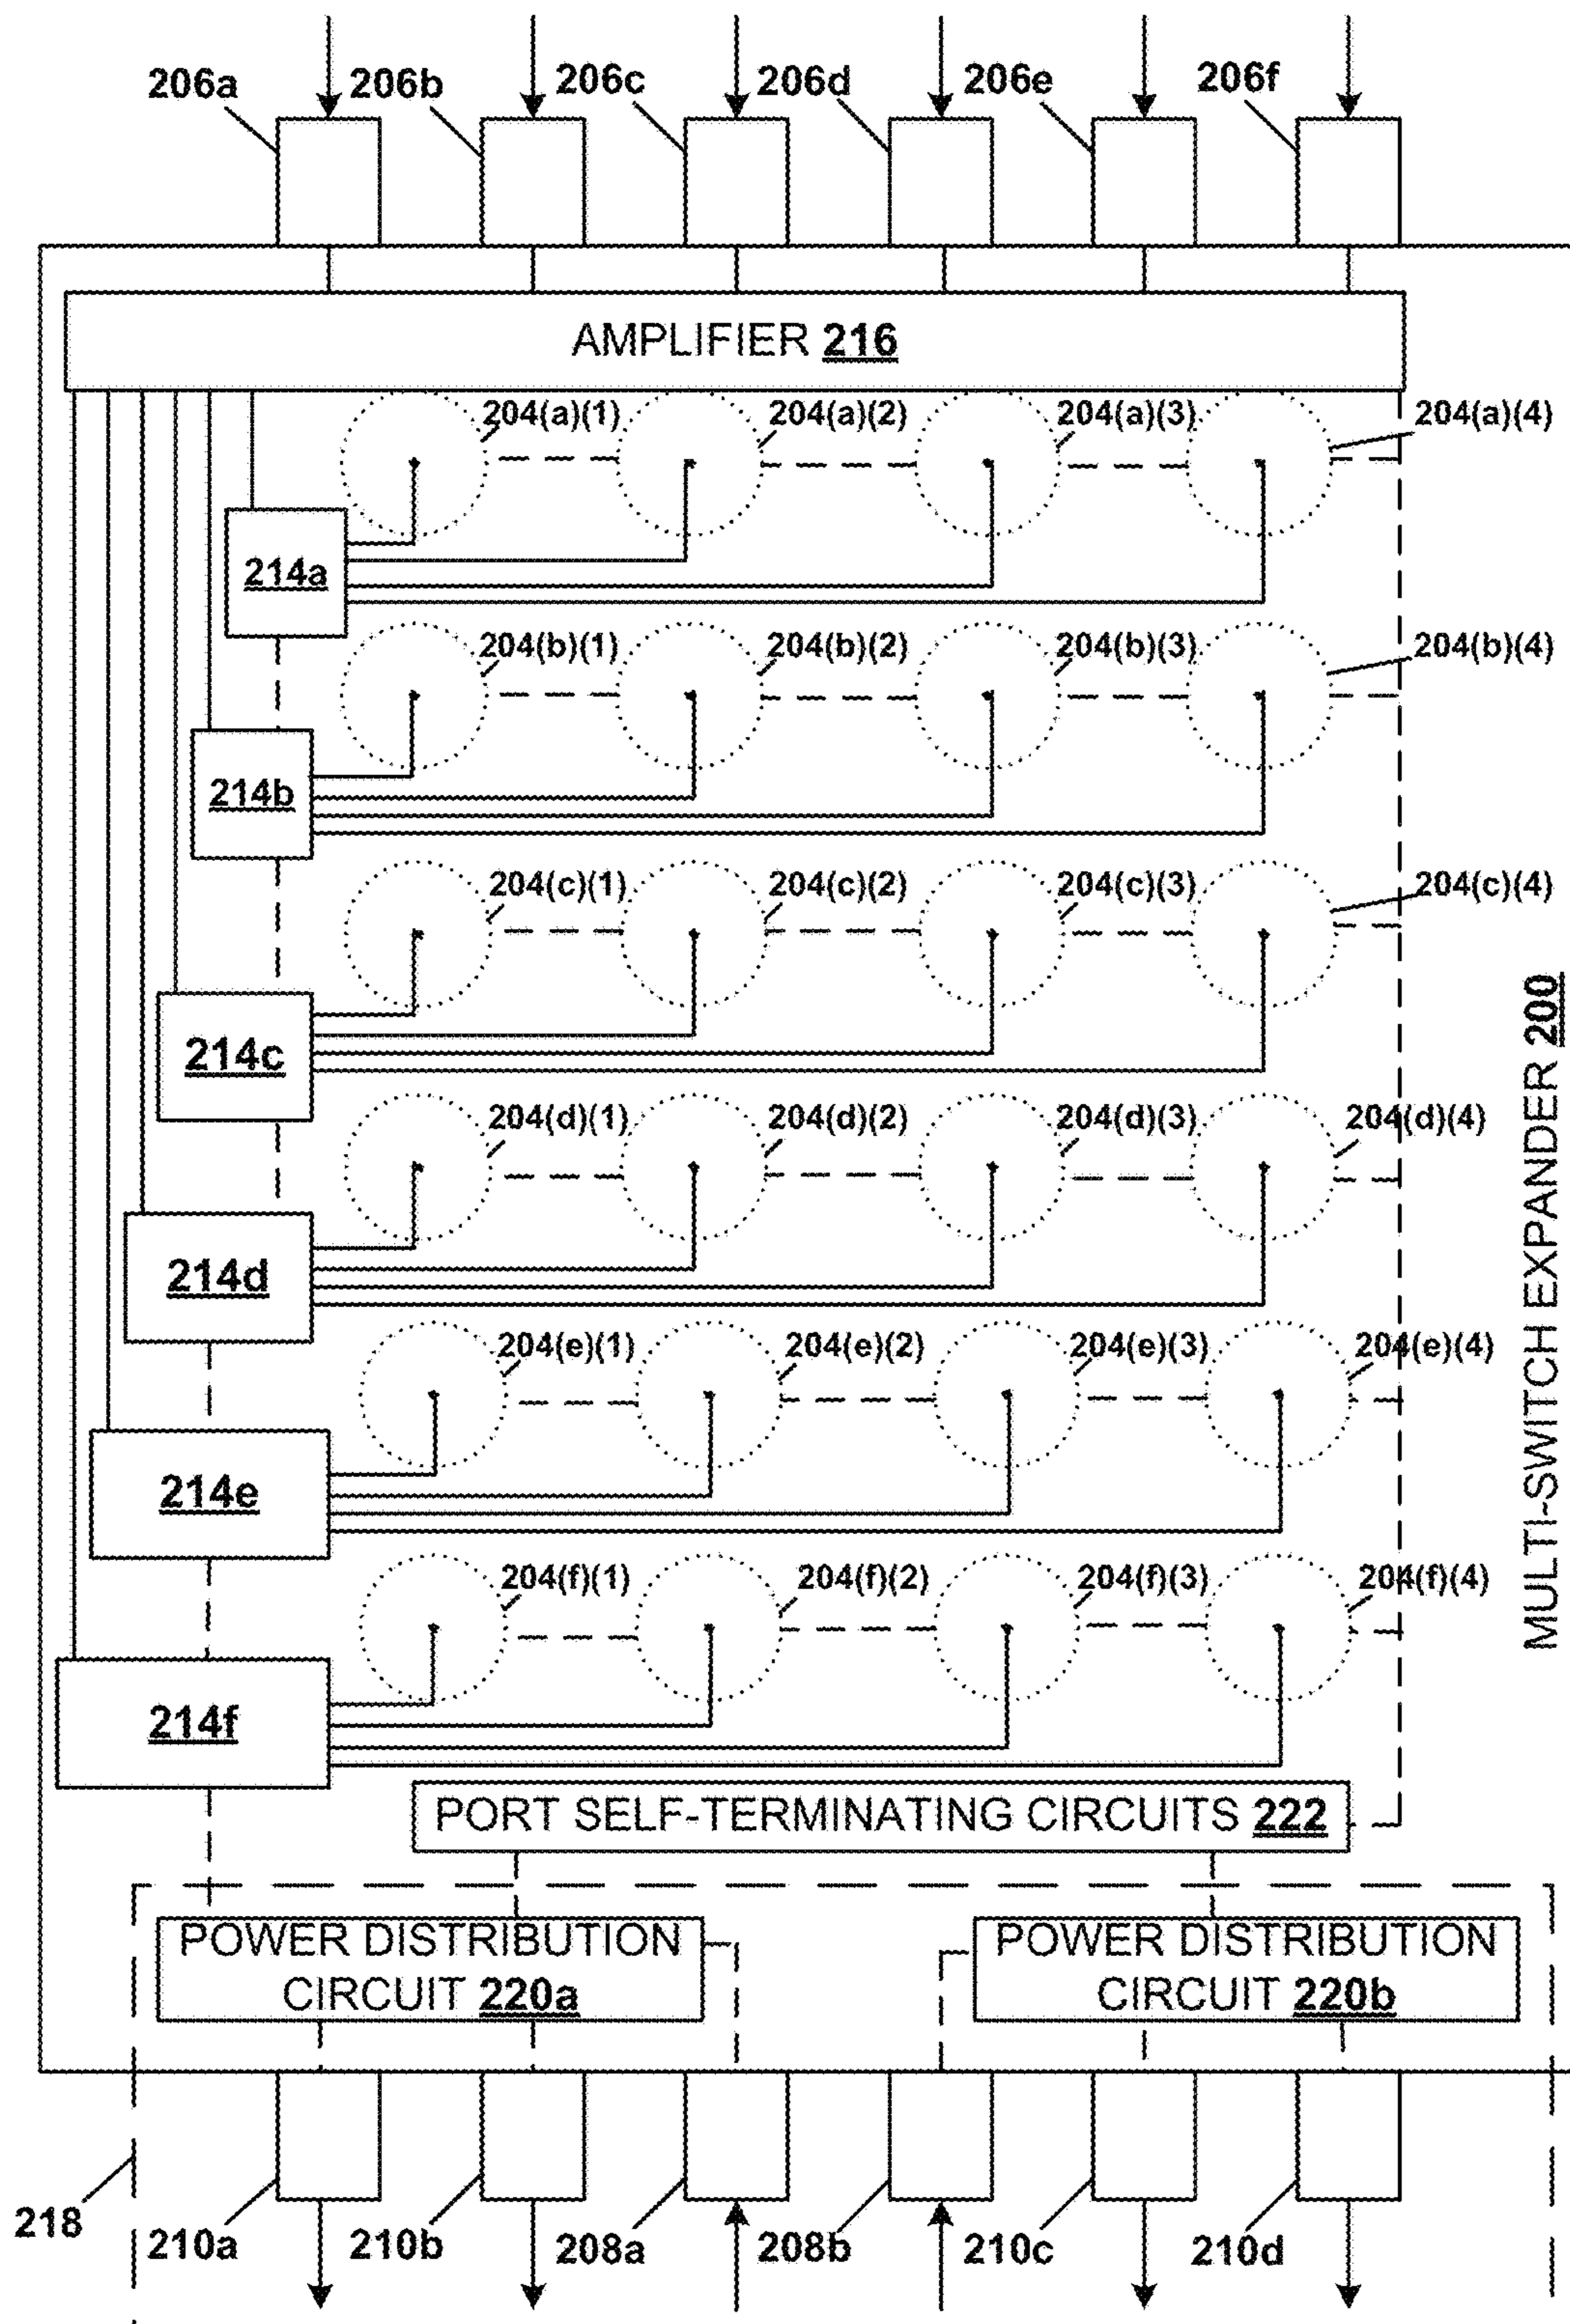 206a
206b
206c
206d
206e
206f
AMPLIFIER 216
204(a)(1)
204(a)(2)
204(a)(3)
204(a)(4)
214a
204(b)(1)
204(b)(2)
204(b)(3)
204(b)(4)
214b
204(c)(1)
204(c)(2)
204(c)(3)
204(c)(4)
214c
204(d)(1)
204(d)(2)
204(d)(3)
204(d)(4)
214d
204(e)(1)
204(e)(2)
204(e)(3)
204(e)(4)
214e
204(f)(1)
204(f)(2)
204(f)(3)
204(f)(4)
214f
MULTI-SWITCH EXPANDER 200
PORT SELF-TERMINATING CIRCUITS 222
POWER DISTRIBUTION
CIRCUIT 220a
POWER DISTRIBUTION
CIRCUIT 220b
218
210a
210b
208a
208b
210c
210d